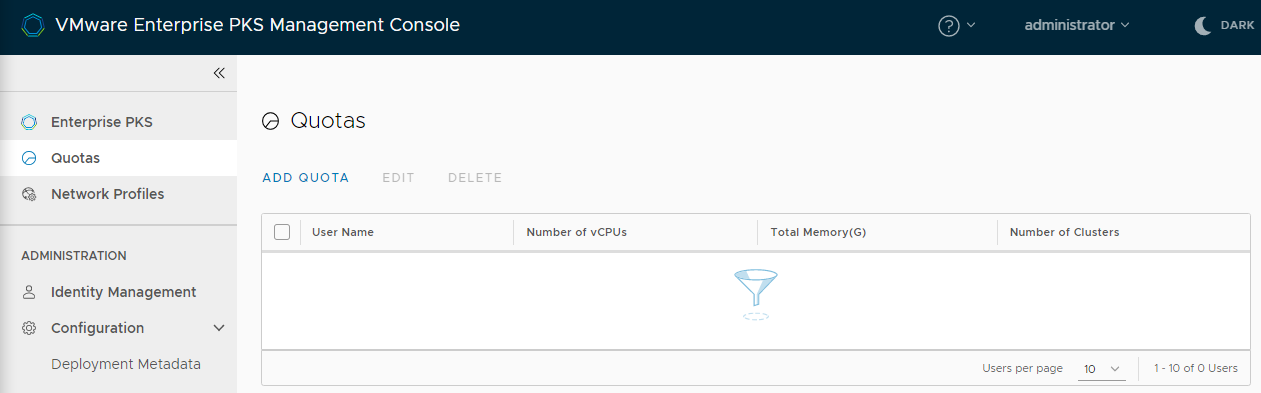 VMware Enterprise PKS Management Console
administrator
DARK
Enterprise PKS
Quotas
Network Profiles
ADMINISTRATION
Identity Management
Configuration
Deployment Metadata
Quotas
ADD QUOTA EDIT DELETE
User Name Number of vCPUs Total Memory(G) Number of Clusters
Users per page 10 1 - 10 of 0 Users